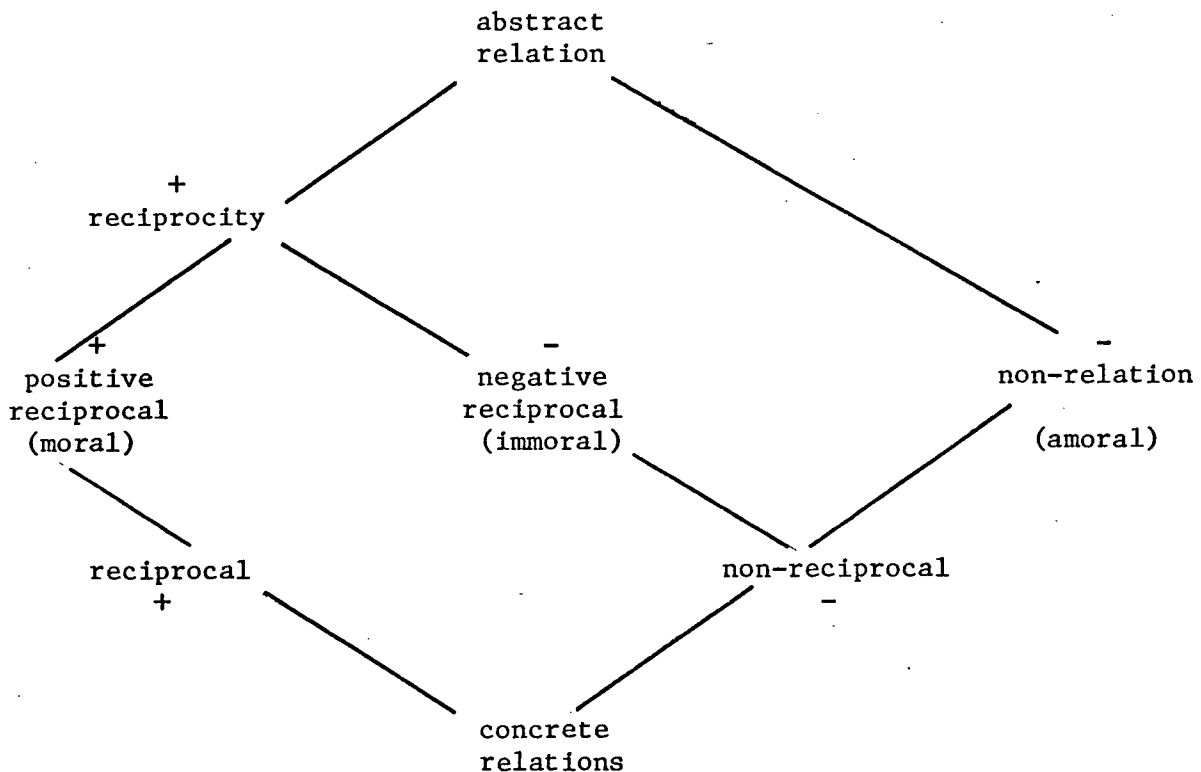 abstract
relation
+
reciprocity
+
positive
reciprocal
(moral)
-
negative
reciprocal
(immoral)
-
non-relation
(amoral)
reciprocal
+
non-reciprocal
-
concrete
relations